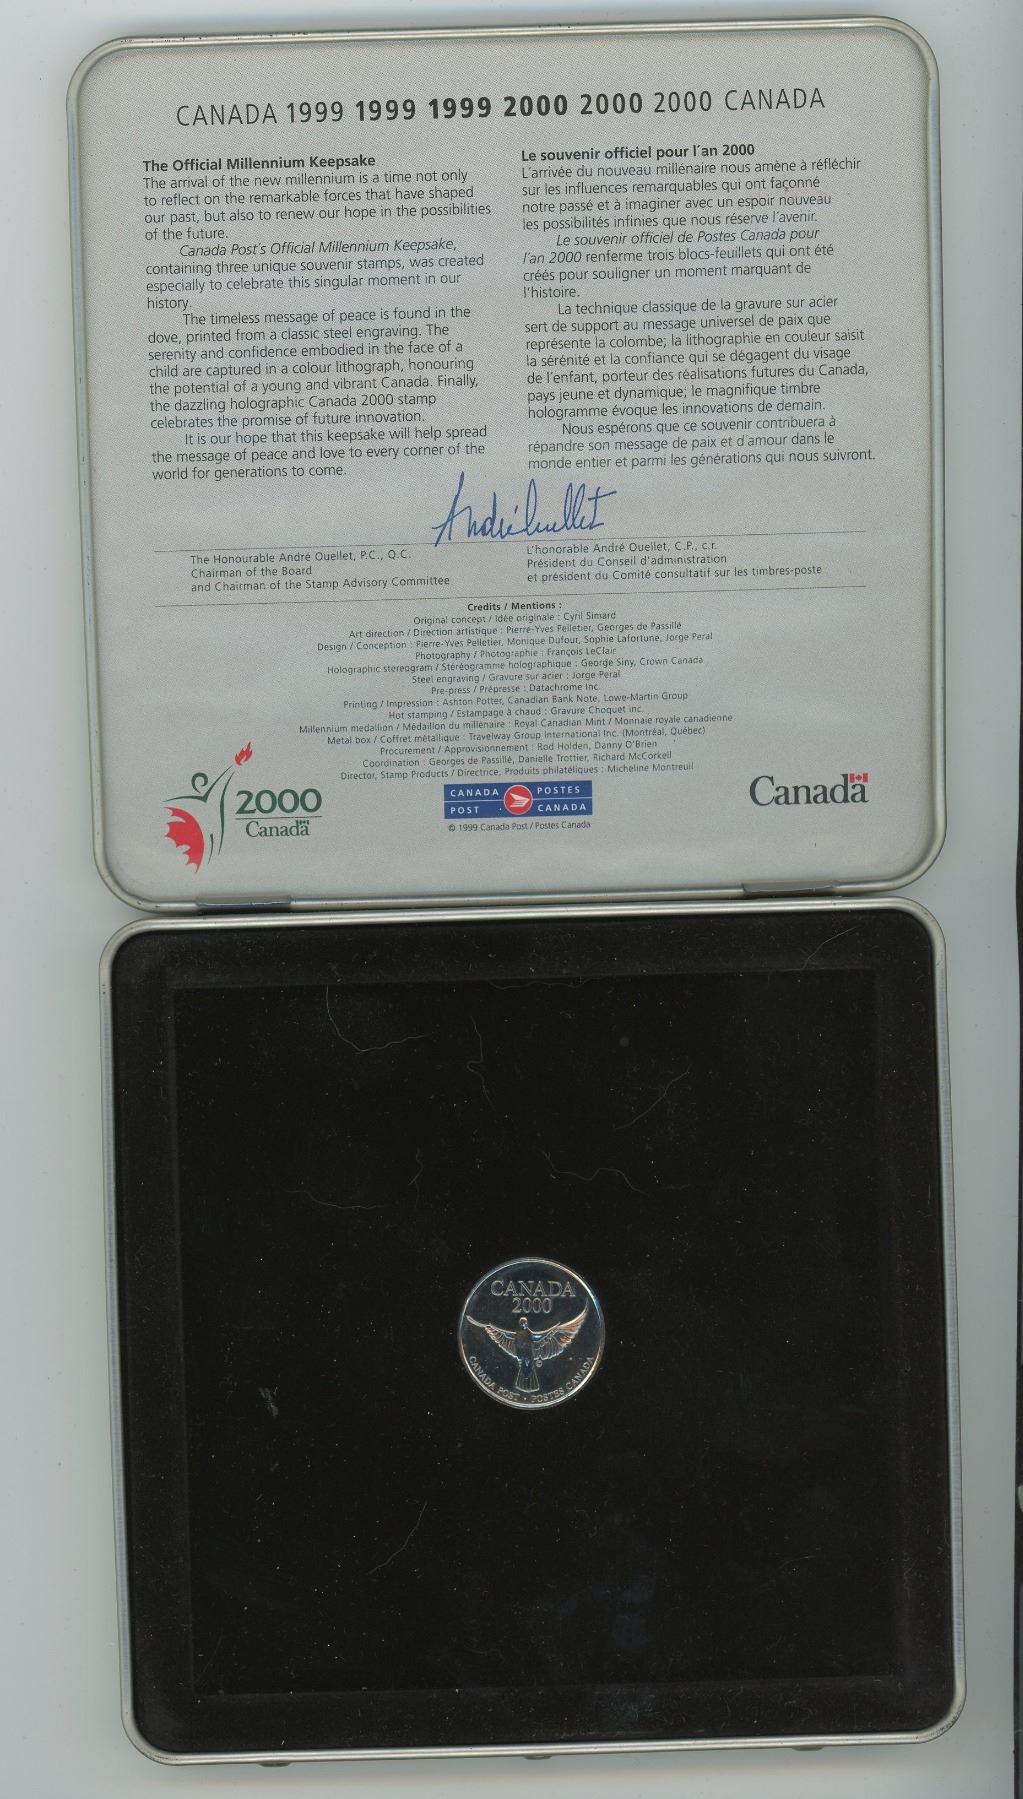 CANADA 1999 1999 1999 2000 2000 2000 CANADA
The Official Millennium Keepsake
The arrival of the new millennium is a time not only
to reflect on the remarkable forces that have shaped
our past, but also to renew our hope in the possibilities
of the future.
Canada Post's Official Millennium Keepsake,
containing three unique souvenir stamps, was created
especially to celebrate this singular moment in our
history.
The timeless message of peace is found in the
dove, printed from a classic steel engraving. The
serenity and confidence embodied in the face of a
child are captured in a colour lithograph, honouring
the potential of a young and vibrant Canada. Finally,
the dazzling holographic Canada 2000 stamp
celebrates the promise of future innovation.
It is our hope that this keepsake will help spread
the message of peace and love to every corner of the
world for generations to come.
Le souvenir officiel pour l'an 2000
L'arrivée du nouveau millénaire nous amène à réfléchir
sur les influences remarquables qui ont façonné
notre passé et à imaginer avec un espoir nouveau
les possibilités infinies que nous réserve l'avenir.
Le souvenir officiel de Postes Canada pour
l'an 2000 renferme trois blocs-feuillets qui ont été
créés pour souligner un moment marquant de
l'histoire.
La technique classique de la gravure sur acier
sert de support au message universel de paix que
représente la colombe; la lithographie en couleur saisit
la sérénité et la confiance qui se dégagent du visage
de l'enfant, porteur des réalisations futures du Canada,
pays jeune et dynamique; le magnifique timbre
hologramme évoque les innovations de demain.
Nous espérons que ce souvenir contribuera à
répandre son message de paix et d'amour dans le
monde entier et parmi les générations qui nous suivront.
André Ouellet
The Honourable André Ouellet, P.C., Q.C.
Chairman of the Board
and Chairman of the Stamp Advisory Committee
L'honorable André Ouellet, C.P., c.r.
Président du Conseil d'administration
et président du Comité consultatif sur les timbres-poste
Credits / Mentions :
Original concept / Idée originale : Cyril Simard
Art direction / Direction artistique : Pierre-Yves Pelletier, Georges de Passillé
Design / Conception : Pierre-Yves Pelletier, Monique Dufour, Sophie Lafortune, Jorge Peral
Photography / Photographie : François LeClair
Holographic stereogram / Stéréogramme holographique : George Siny, Crown Canada
Steel engraving / Gravure sur acier : Jorge Peral
Pre-press / Prépresse : Datachrome Inc.
Printing / Impression : Ashton Potter, Canadian Bank Note, Lowe-Martin Group
Hot stamping / Estampage à chaud : Gravure Choquet inc.
Millennium medallion / Médaillon du millénaire : Royal Canadian Mint / Monnaie royale canadienne
Metal box / Coffret métallique : Travelway Group International Inc. (Montréal, Québec)
Procurement / Approvisionnement : Rod Holden, Danny O'Brien
Coordination : Georges de Passillé, Danielle Trottier, Richard McCorkell
Director, Stamp Products / Directrice, Produits philatéliques : Micheline Montreuil
2000
Canada
CANADA POST
POSTES CANADA
© 1999 Canada Post / Postes Canada
Canada
CANADA
2000
CANADA POST · POSTES CANADA